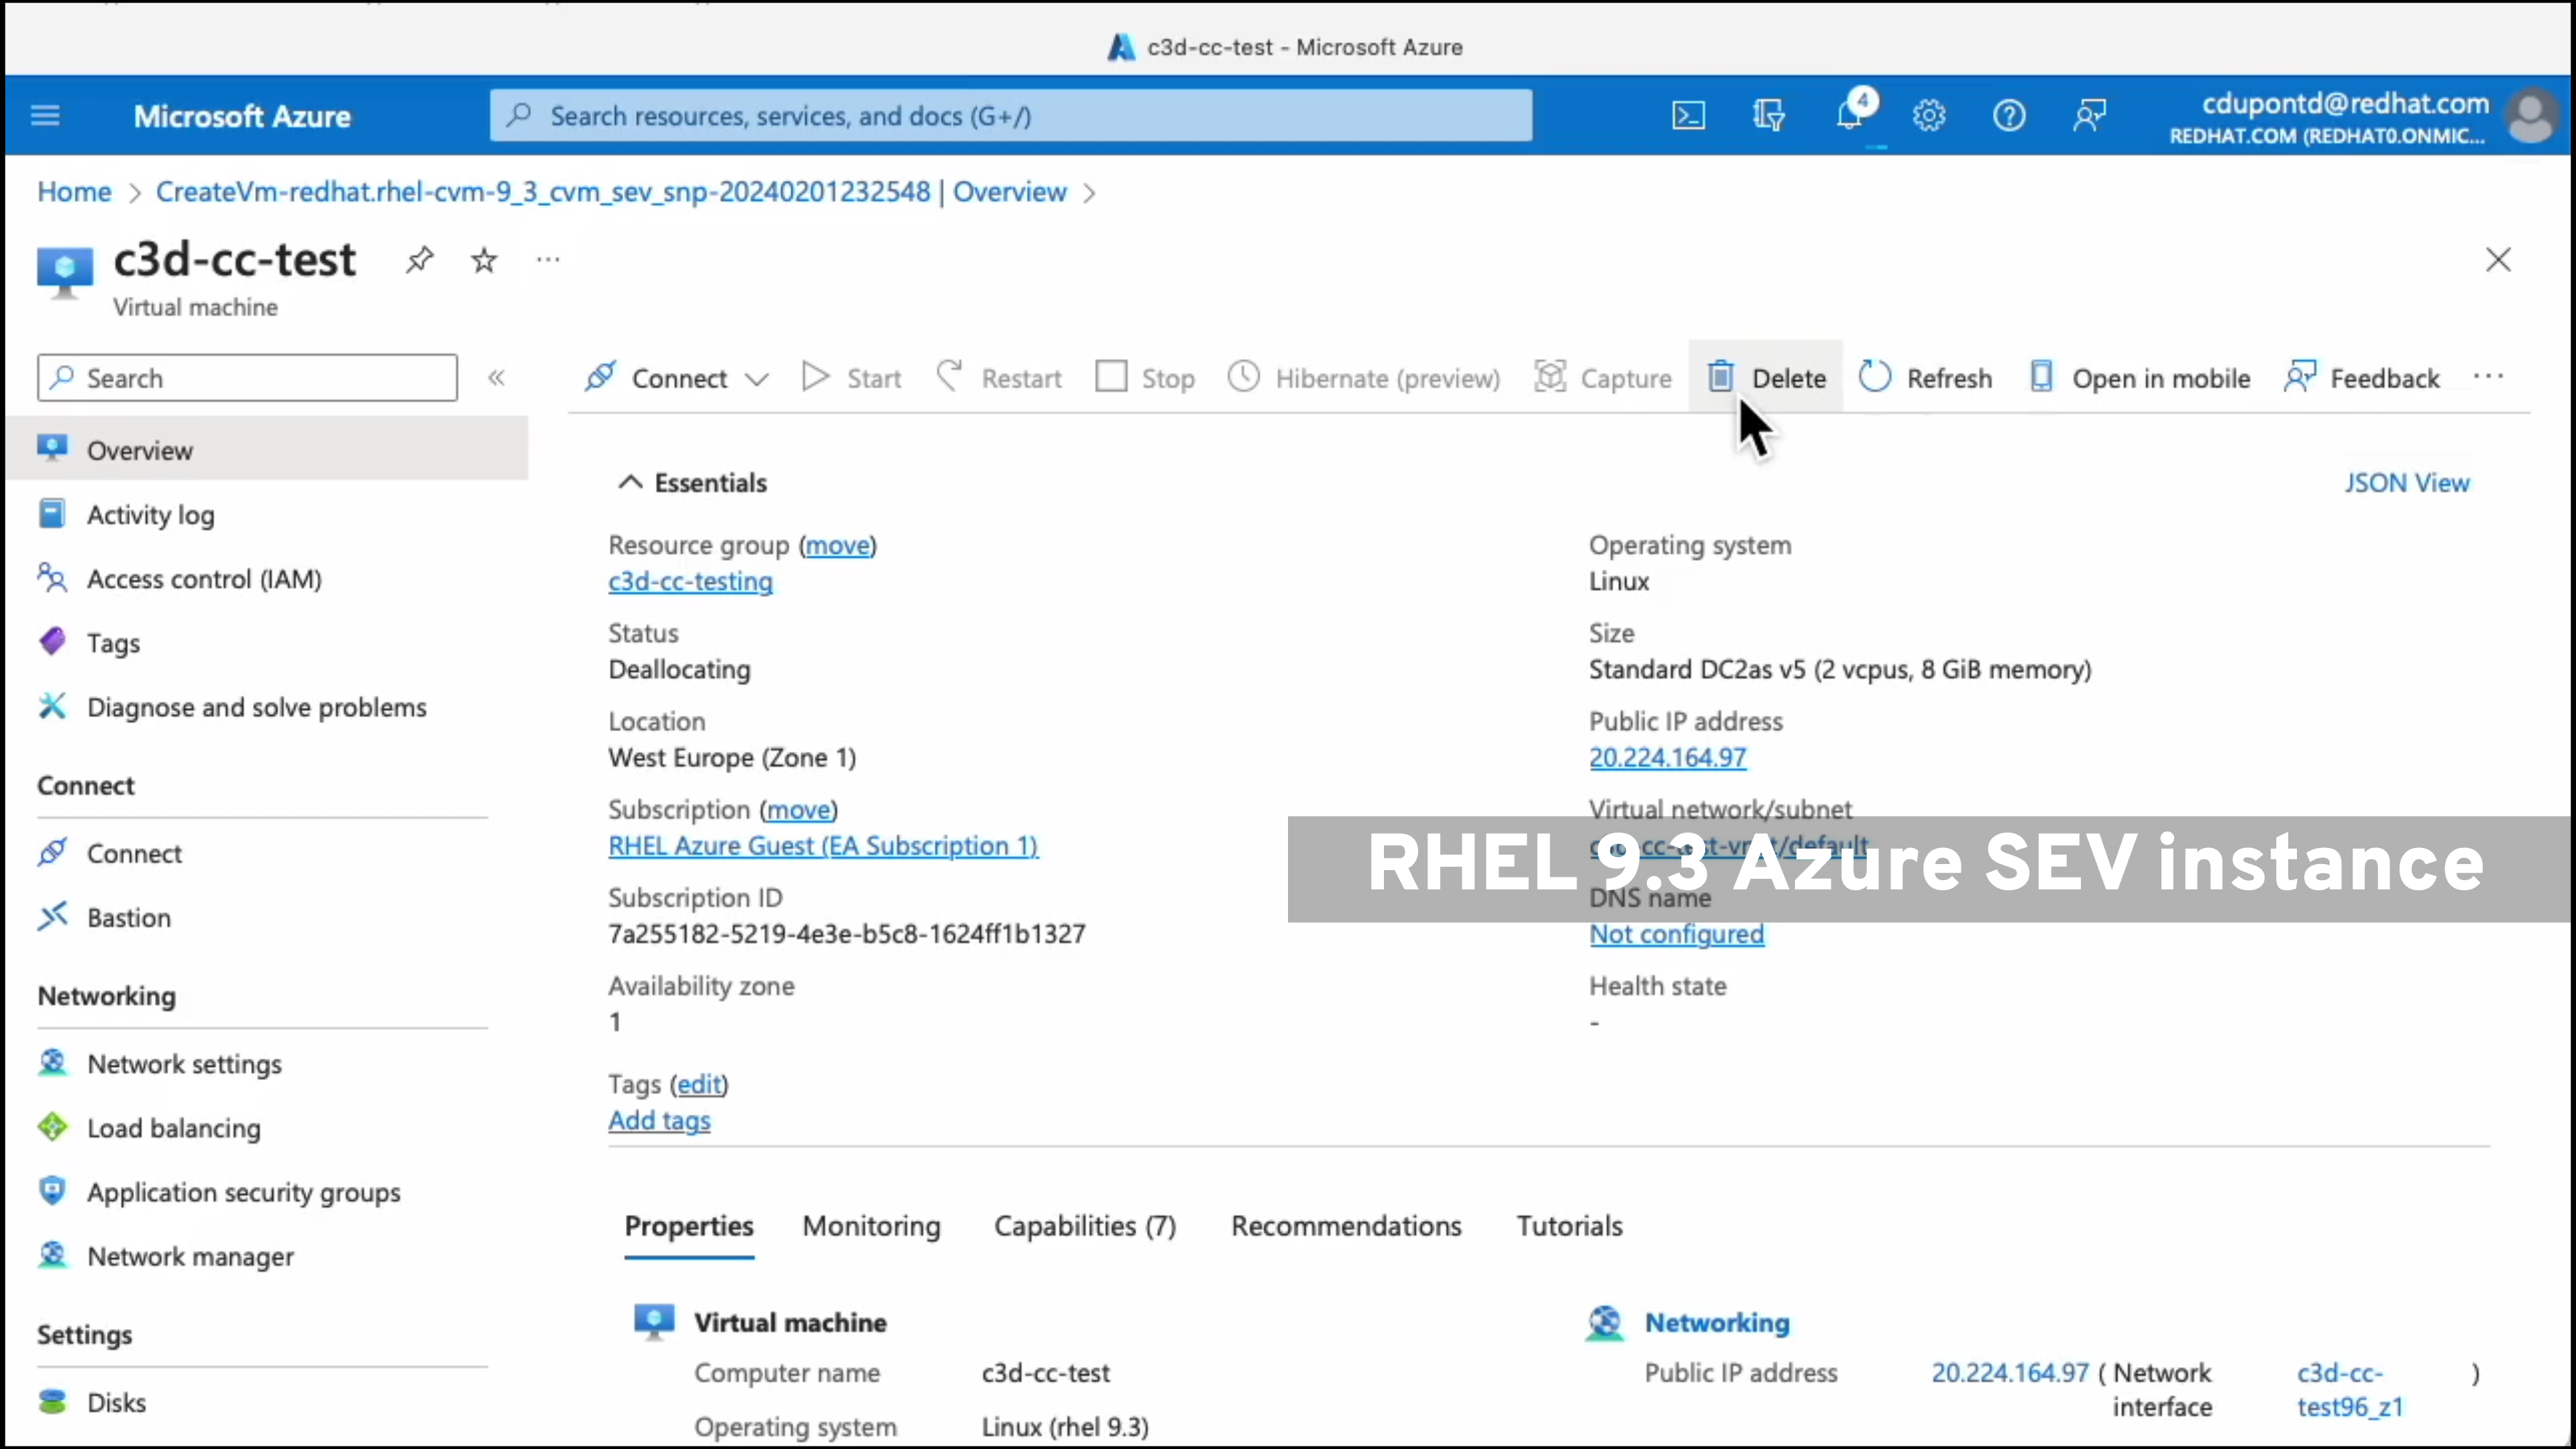 c3d-cc-test - Microsoft Azure
Microsoft Azure
Search resources, services, and docs (G+/)
4
cdupontd@redhat.com
REDHAT.COM (REDHAT0.ONMIC...
Home > CreateVm-redhat.rhel-cvm-9_3_cvm_sev_snp-20240201232548 | Overview >
c3d-cc-test
Virtual machine
Search
Connect
Start
Restart
Stop
Hibernate (preview)
Capture
Delete
Refresh
Open in mobile
Feedback
Overview
Activity log
Access control (IAM)
Tags
Diagnose and solve problems
Connect
Connect
Bastion
Networking
Network settings
Load balancing
Application security groups
Network manager
Settings
Disks
Essentials
JSON View
Resource group (move)
c3d-cc-testing
Status
Deallocating
Location
West Europe (Zone 1)
Subscription (move)
RHEL Azure Guest (EA Subscription 1)
Subscription ID
7a255182-5219-4e3e-b5c8-1624ff1b1327
Availability zone
1
Tags (edit)
Add tags
Operating system
Linux
Size
Standard DC2as v5 (2 vcpus, 8 GiB memory)
Public IP address
20.224.164.97
Virtual network/subnet
RHEL 9.3 Azure SEV instance
DNS name
Not configured
Health state
-
Properties
Monitoring
Capabilities (7)
Recommendations
Tutorials
Virtual machine
Computer name c3d-cc-test
Operating system Linux (rhel 9.3)
Networking
Public IP address 20.224.164.97 ( Network interface c3d-cc-test96_z1 )